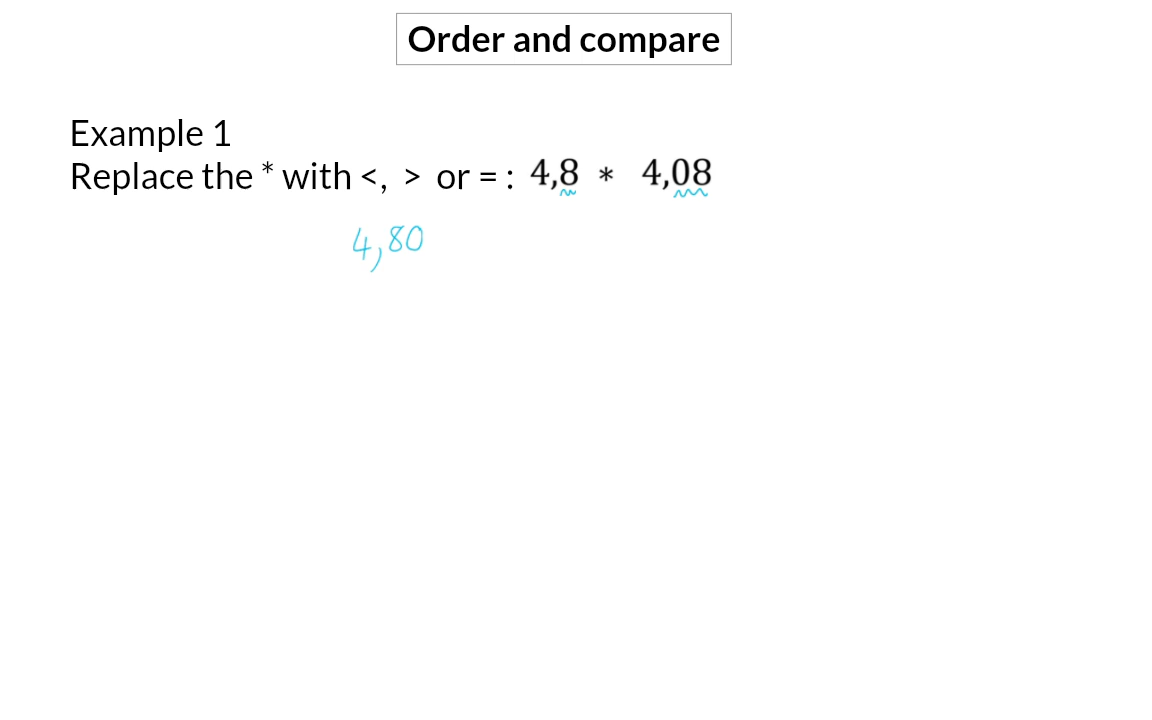 Order and compare
Example 1
Replace the * with <, > or = : 4,8 * 4,08
4,80